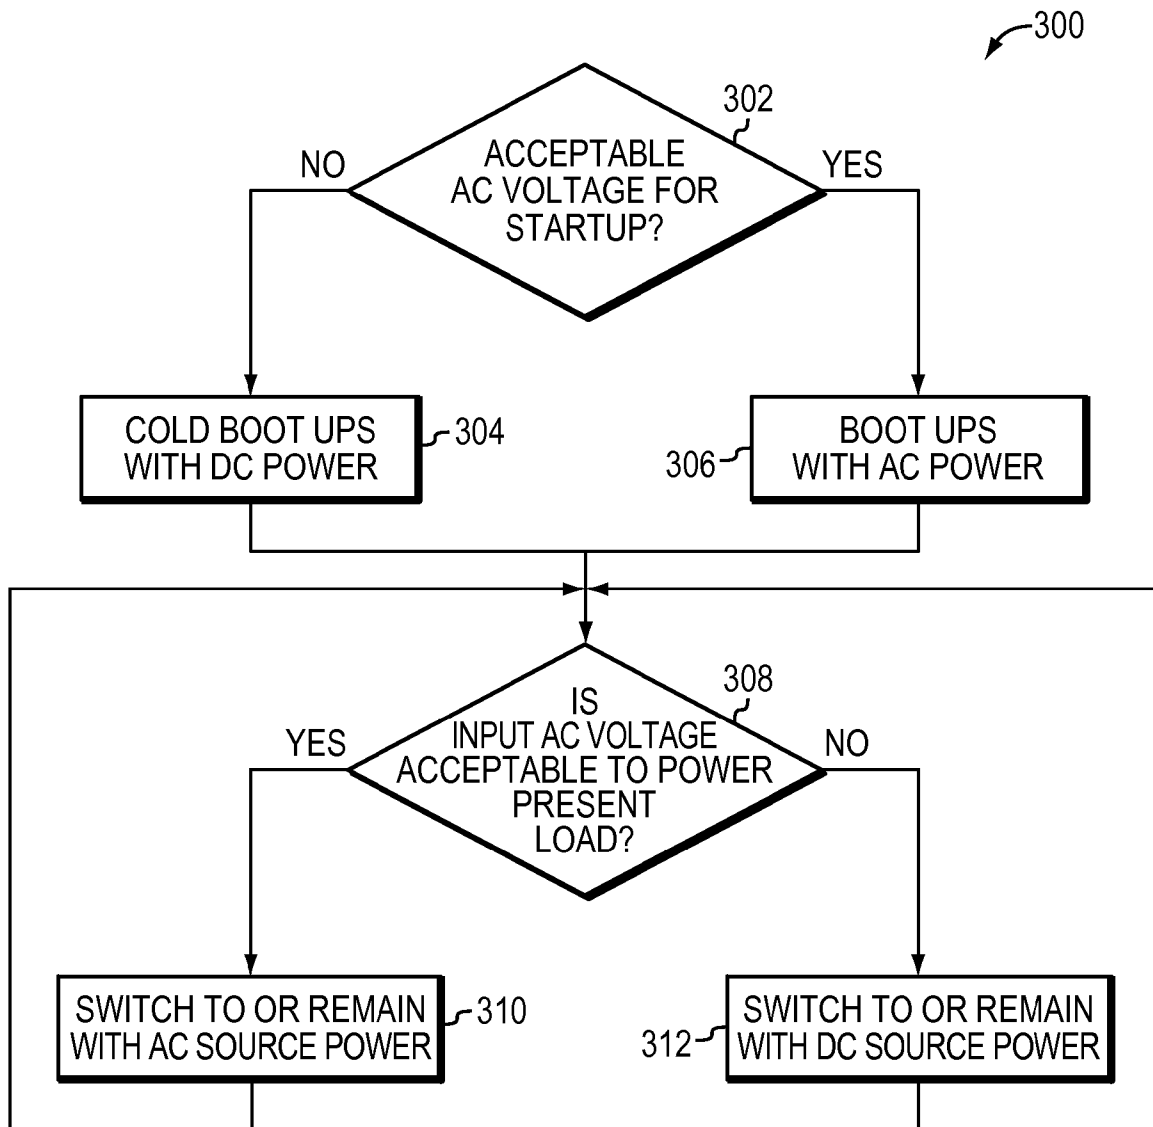 300
302
NO
ACCEPTABLE
AC VOLTAGE FOR
STARTUP?
YES
COLD BOOT UPS
WITH DC POWER
304
BOOT UPS
WITH AC POWER
306
308
YES
IS
INPUT AC VOLTAGE
ACCEPTABLE TO POWER
PRESENT
LOAD?
NO
SWITCH TO OR REMAIN
WITH AC SOURCE POWER
310
SWITCH TO OR REMAIN
WITH DC SOURCE POWER
312